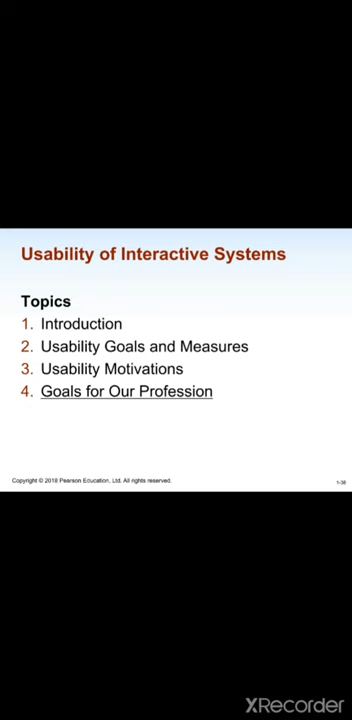 Usability of Interactive Systems
Topics
1. Introduction
2. Usability Goals and Measures
3. Usability Motivations
4. Goals for Our Profession
Copyright © 2018 Pearson Education, Ltd. All rights reserved.
1-38
XRecorder